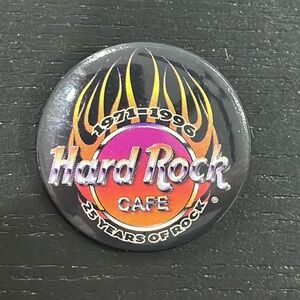 1971-1996
Hard Rock
CAFE
25 YEARS OF ROCK
®